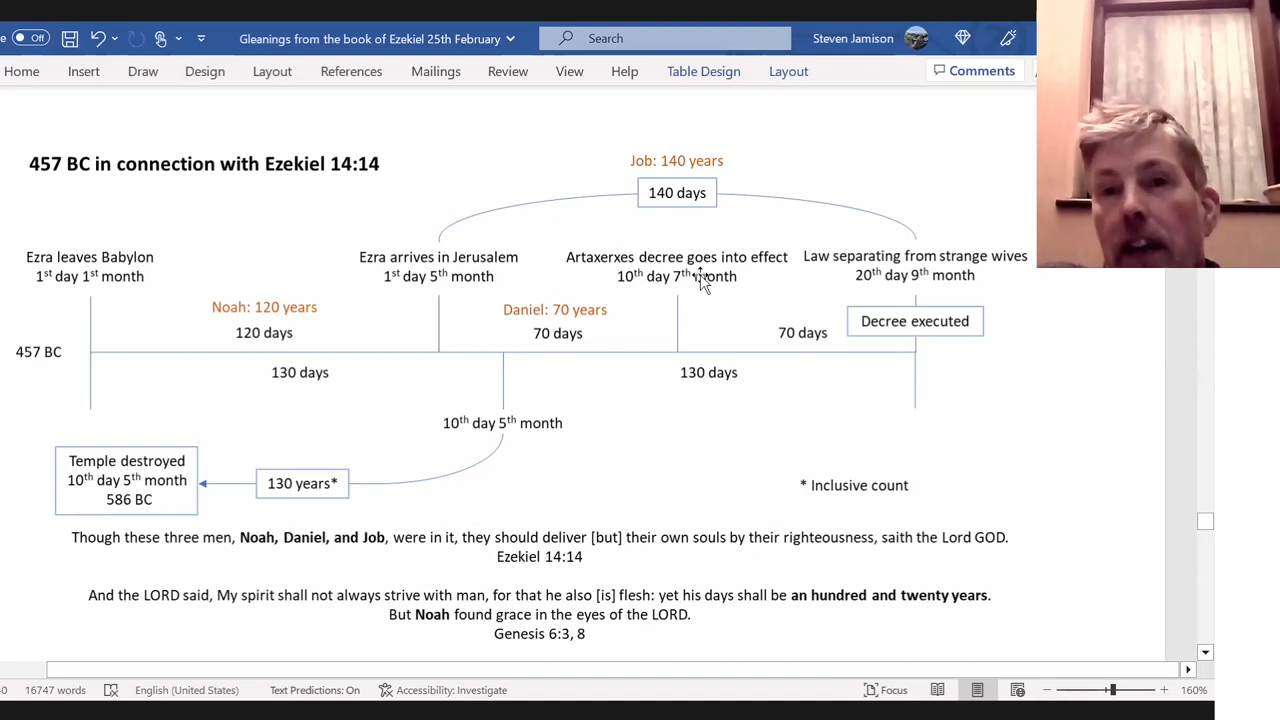 e Off Gleanings from the book of Ezekiel 25th February Search Steven Jamison
Home Insert Draw Design Layout References Mailings Review View Help Table Design Layout Comments
457 BC in connection with Ezekiel 14:14
Job: 140 years
140 days
Ezra leaves Babylon
1st day 1st month
Ezra arrives in Jerusalem
1st day 5th month
Artaxerxes decree goes into effect
10th day 7th month
Law separating from strange wives
20th day 9th month
Noah: 120 years
120 days
Daniel: 70 years
70 days
70 days
Decree executed
457 BC
130 days
130 days
10th day 5th month
Temple destroyed
10th day 5th month
586 BC
130 years*
* Inclusive count
Though these three men, Noah, Daniel, and Job, were in it, they should deliver [but] their own souls by their righteousness, saith the Lord GOD.
Ezekiel 14:14
And the LORD said, My spirit shall not always strive with man, for that he also [is] flesh: yet his days shall be an hundred and twenty years.
But Noah found grace in the eyes of the LORD.
Genesis 6:3, 8
0 16747 words English (United States) Text Predictions: On Accessibility: Investigate Focus 160%